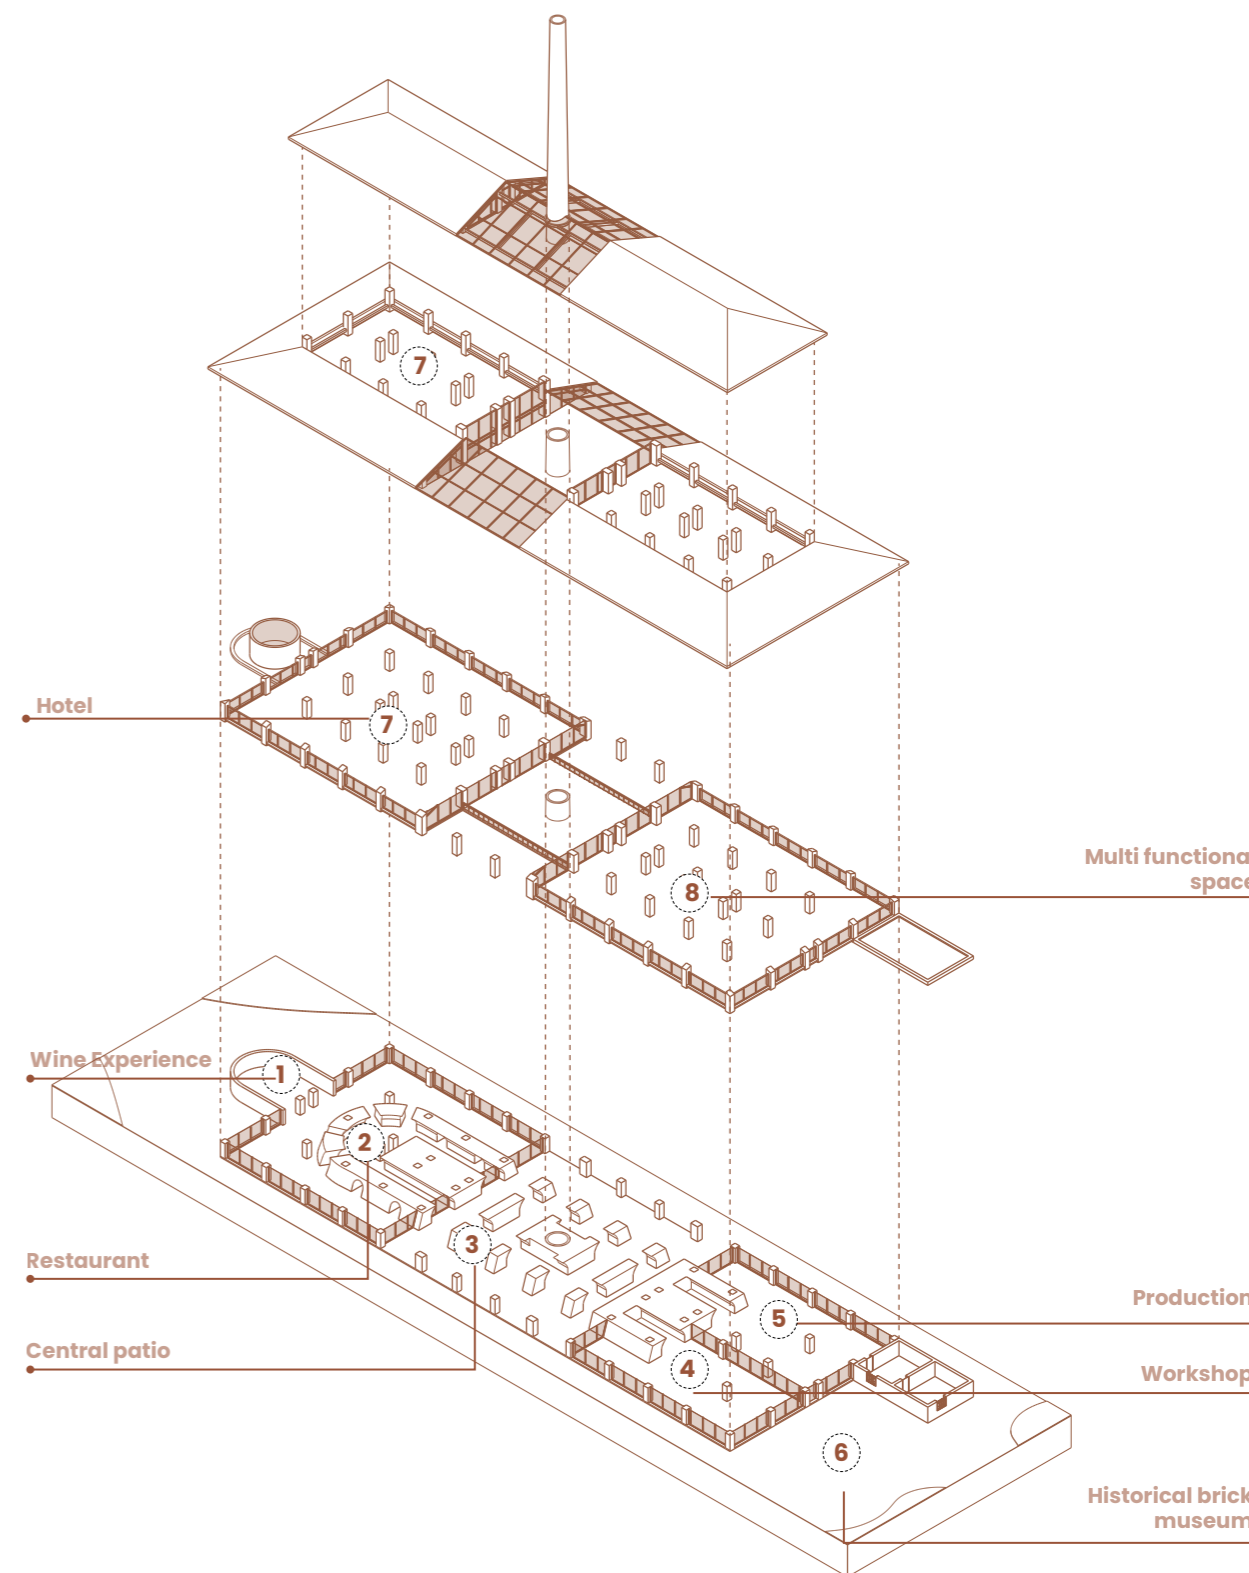 7
Hotel
7
Multi functiona
space
8
Wine Experience
1
2
3
Restaurant
Production
5
Central patio
Workshop
4
6
Historical brick
museum